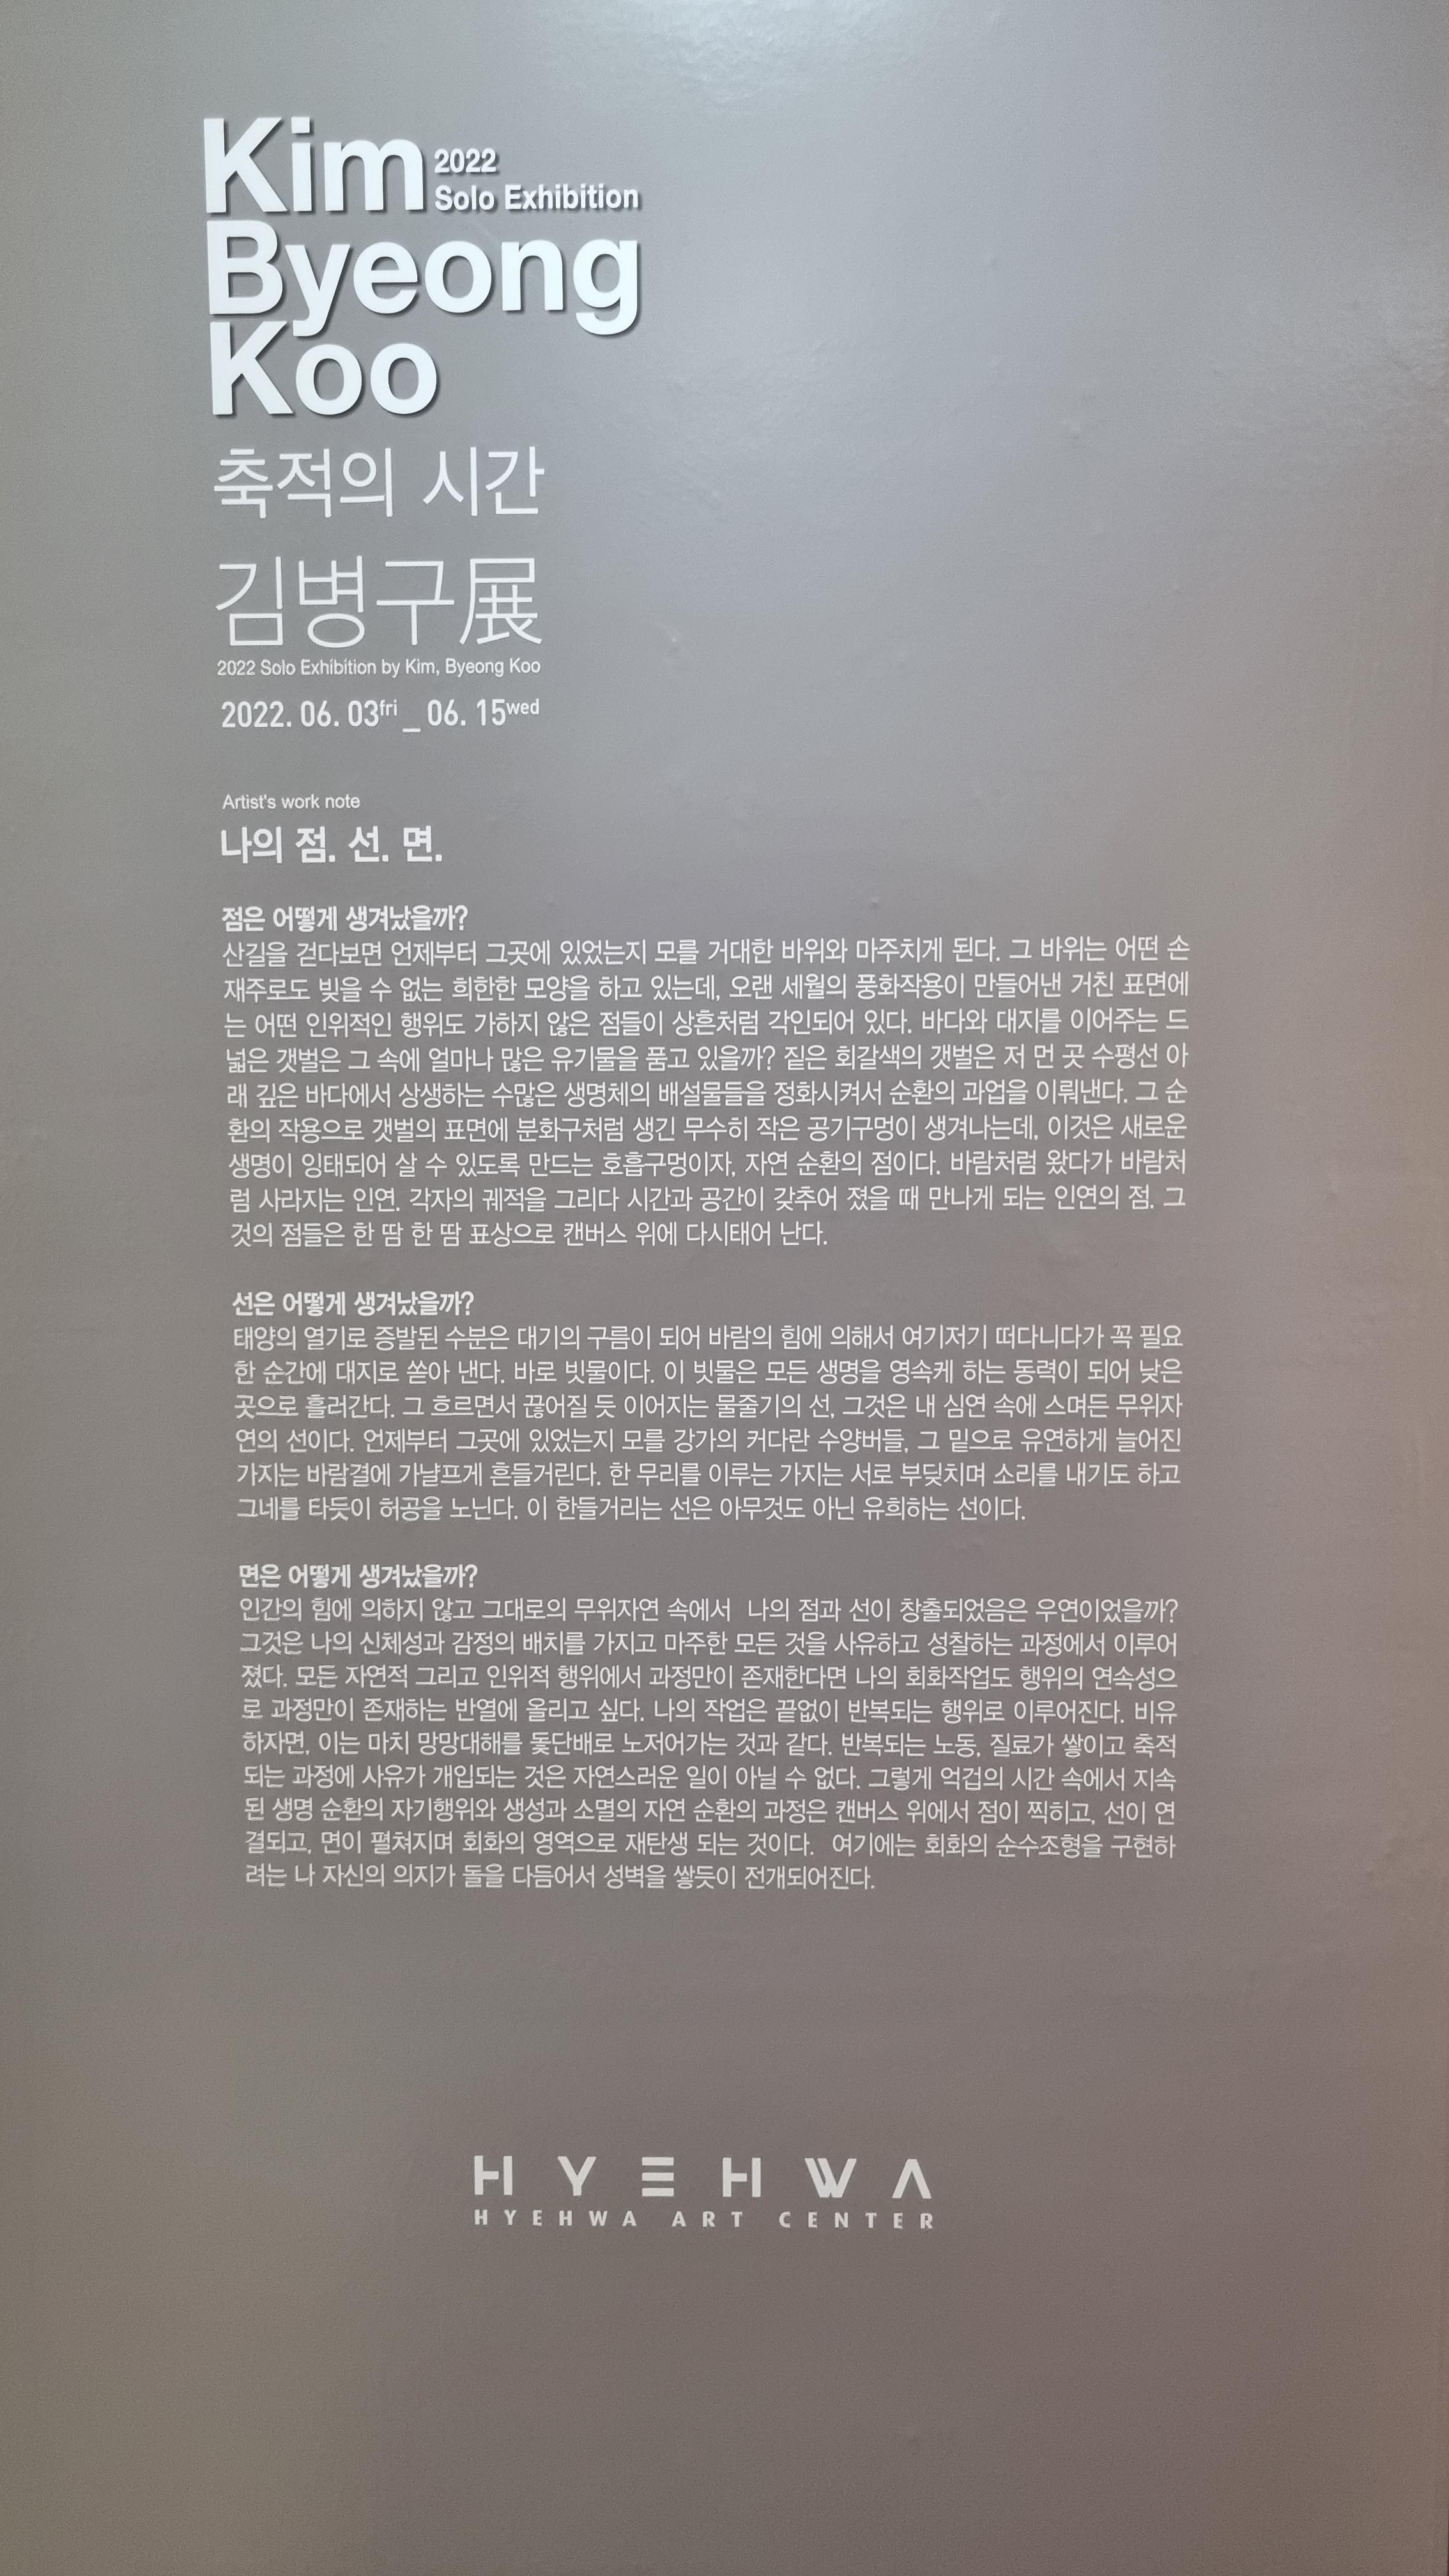 Kim 2022
Solo Exhibition
Byeong
Koo
축적의 시간
김병구展
2022 Solo Exhibition by Kim, Byeong Koo
2022. 06. 03fri _ 06. 15wed
Artist's work note
나의 점. 선. 면.
점은 어떻게 생겨났을까?
산길을 걷다보면 언제부터 그곳에 있었는지 모를 거대한 바위와 마주치게 된다. 그 바위는 어떤 손
재주로도 빚을 수 없는 희한한 모양을 하고 있는데, 오랜 세월의 풍화작용이 만들어낸 거친 표면에
는 어떤 인위적인 행위도 가하지 않은 점들이 상흔처럼 각인되어 있다. 바다와 대지를 이어주는 드
넓은 갯벌은 그 속에 얼마나 많은 유기물을 품고 있을까? 짙은 회갈색의 갯벌은 저 먼 곳 수평선 아
래 깊은 바다에서 상생하는 수많은 생명체의 배설물들을 정화시켜서 순환의 과업을 이뤄낸다. 그 순
환의 작용으로 갯벌의 표면에 분화구처럼 생긴 무수히 작은 공기구멍이 생겨나는데, 이것은 새로운
생명이 잉태되어 살 수 있도록 만드는 호흡구멍이자, 자연 순환의 점이다. 바람처럼 왔다가 바람처
럼 사라지는 인연. 각자의 궤적을 그리다 시간과 공간이 갖추어 졌을 때 만나게 되는 인연의 점. 그
것의 점들은 한 땀 한 땀 표상으로 캔버스 위에 다시태어 난다.
선은 어떻게 생겨났을까?
태양의 열기로 증발된 수분은 대기의 구름이 되어 바람의 힘에 의해서 여기저기 떠다니다가 꼭 필요
한 순간에 대지로 쏟아 낸다. 바로 빗물이다. 이 빗물은 모든 생명을 영속케 하는 동력이 되어 낮은
곳으로 흘러간다. 그 흐르면서 끊어질 듯 이어지는 물줄기의 선, 그것은 내 심연 속에 스며든 무위자
연의 선이다. 언제부터 그곳에 있었는지 모를 강가의 커다란 수양버들, 그 밑으로 유연하게 늘어진
가지는 바람결에 가냘프게 흔들거린다. 한 무리를 이루는 가지는 서로 부딪치며 소리를 내기도 하고
그네를 타듯이 허공을 노닌다. 이 한들거리는 선은 아무것도 아닌 유희하는 선이다.
면은 어떻게 생겨났을까?
인간의 힘에 의하지 않고 그대로의 무위자연 속에서 나의 점과 선이 창출되었음은 우연이었을까?
그것은 나의 신체성과 감정의 배치를 가지고 마주한 모든 것을 사유하고 성찰하는 과정에서 이루어
졌다. 모든 자연적 그리고 인위적 행위에서 과정만이 존재한다면 나의 회화작업도 행위의 연속성으
로 과정만이 존재하는 반열에 올리고 싶다. 나의 작업은 끝없이 반복되는 행위로 이루어진다. 비유
하자면, 이는 마치 망망대해를 돛단배로 노저어가는 것과 같다. 반복되는 노동, 질료가 쌓이고 축적
되는 과정에 사유가 개입되는 것은 자연스러운 일이 아닐 수 없다. 그렇게 억겁의 시간 속에서 지속
된 생명 순환의 자기행위와 생성과 소멸의 자연 순환의 과정은 캔버스 위에서 점이 찍히고, 선이 연
결되고, 면이 펼쳐지며 회화의 영역으로 재탄생 되는 것이다. 여기에는 회화의 순수조형을 구현하
려는 나 자신의 의지가 돌을 다듬어서 성벽을 쌓듯이 전개되어진다.
HYEHWA
HYEHWA ART CENTER